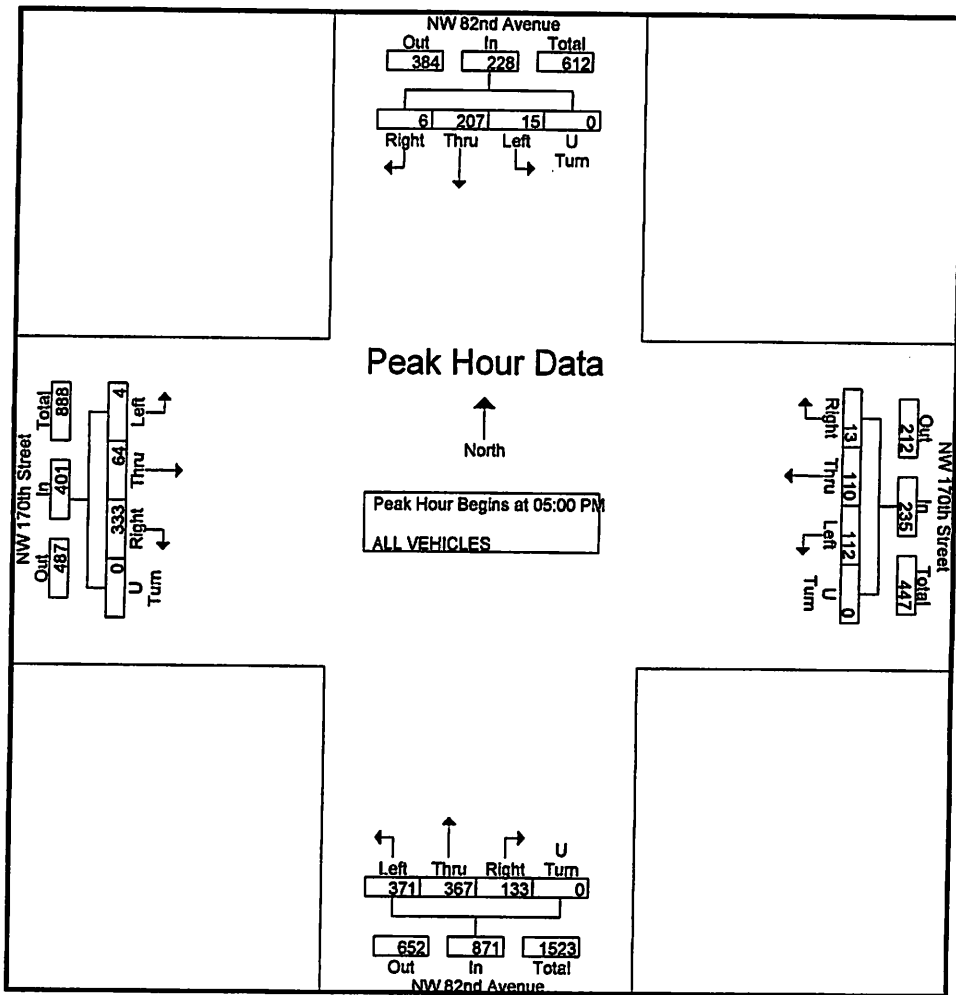 NW 82nd Avenue
Out In Total
384 228 612
6 207 15 0
Right Thru Left U Turn
Peak Hour Data
North
Peak Hour Begins at 05:00 PM
ALL VEHICLES
NW 170th Street
Total In Out
888 401 487
4 64 333 0
Left Thru Right U Turn
NW 170th Street
Out In Total
212 235 447
13 110 112 0
Right Thru Left U Turn
Left Thru Right U Turn
371 367 133 0
652 871 1523
Out In Total
NW 82nd Avenue